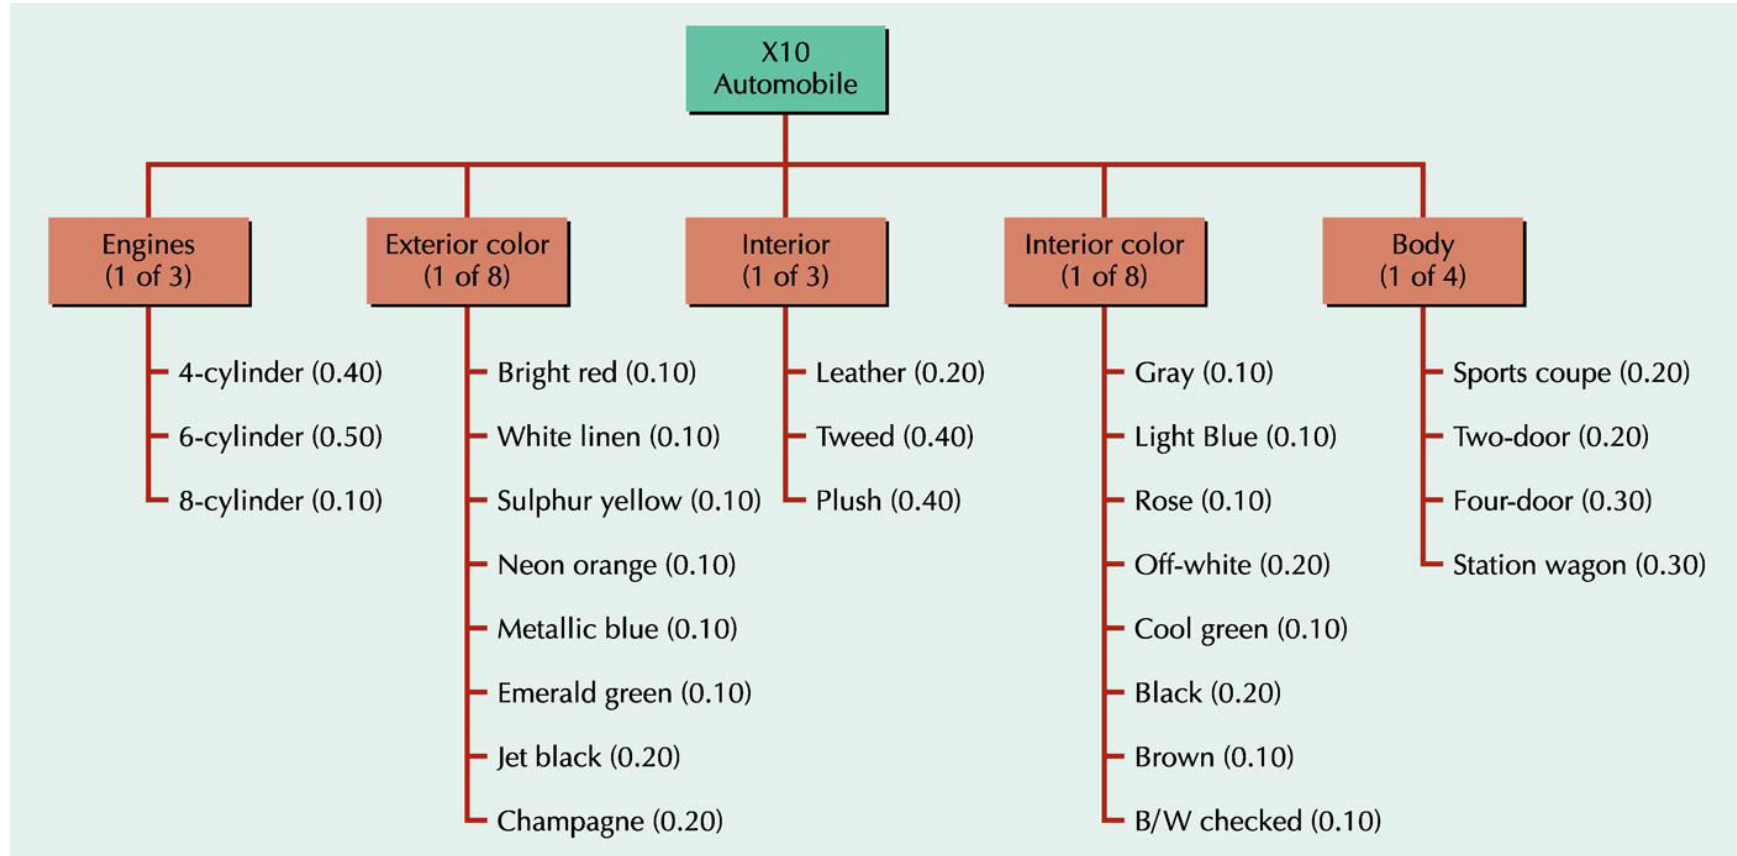 X10
Automobile
Engines
(1 of 3)
4-cylinder (0.40)
6-cylinder (0.50)
8-cylinder (0.10)
Exterior color
(1 of 8)
Bright red (0.10)
White linen (0.10)
Sulphur yellow (0.10)
Neon orange (0.10)
Metallic blue (0.10)
Emerald green (0.10)
Jet black (0.20)
Champagne (0.20)
Interior
(1 of 3)
Leather (0.20)
Tweed (0.40)
Plush (0.40)
Interior color
(1 of 8)
Gray (0.10)
Light Blue (0.10)
Rose (0.10)
Off-white (0.20)
Cool green (0.10)
Black (0.20)
Brown (0.10)
B/W checked (0.10)
Body
(1 of 4)
Sports coupe (0.20)
Two-door (0.20)
Four-door (0.30)
Station wagon (0.30)